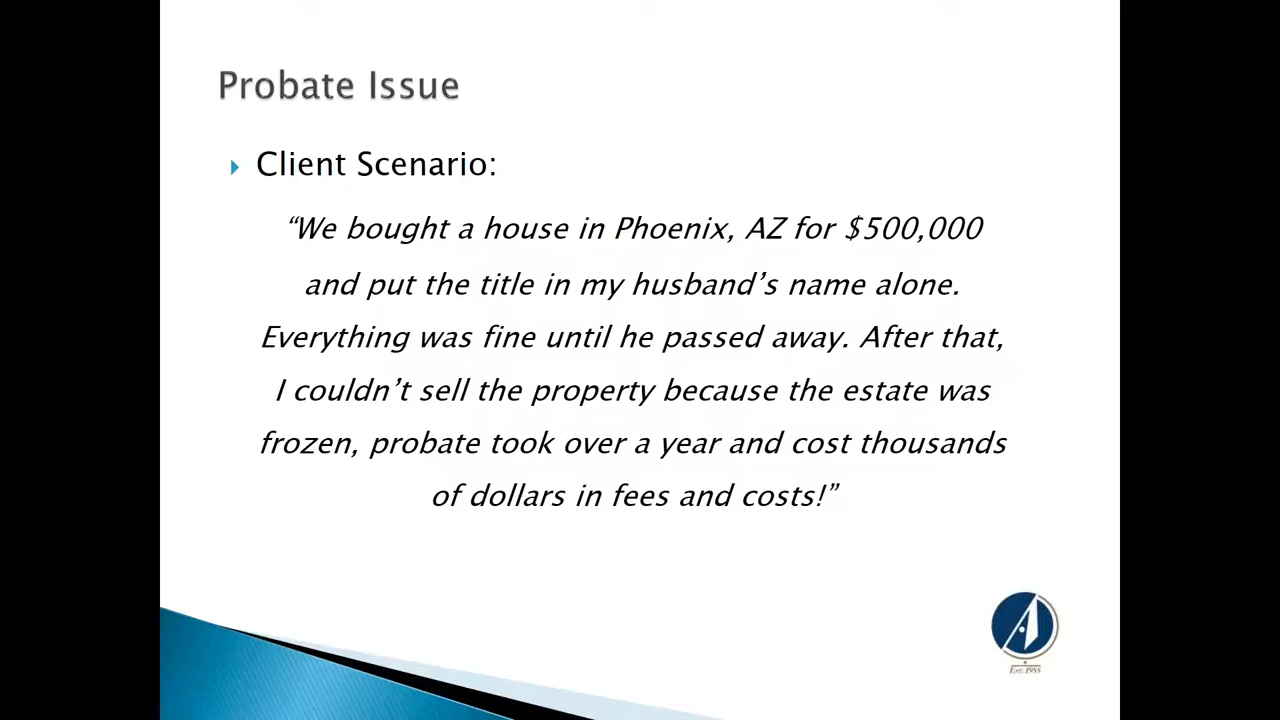 Probate Issue
Client Scenario:
“We bought a house in Phoenix, AZ for $500,000
and put the title in my husband’s name alone.
Everything was fine until he passed away. After that,
I couldn’t sell the property because the estate was
frozen, probate took over a year and cost thousands
of dollars in fees and costs!”
A
Est. 1988